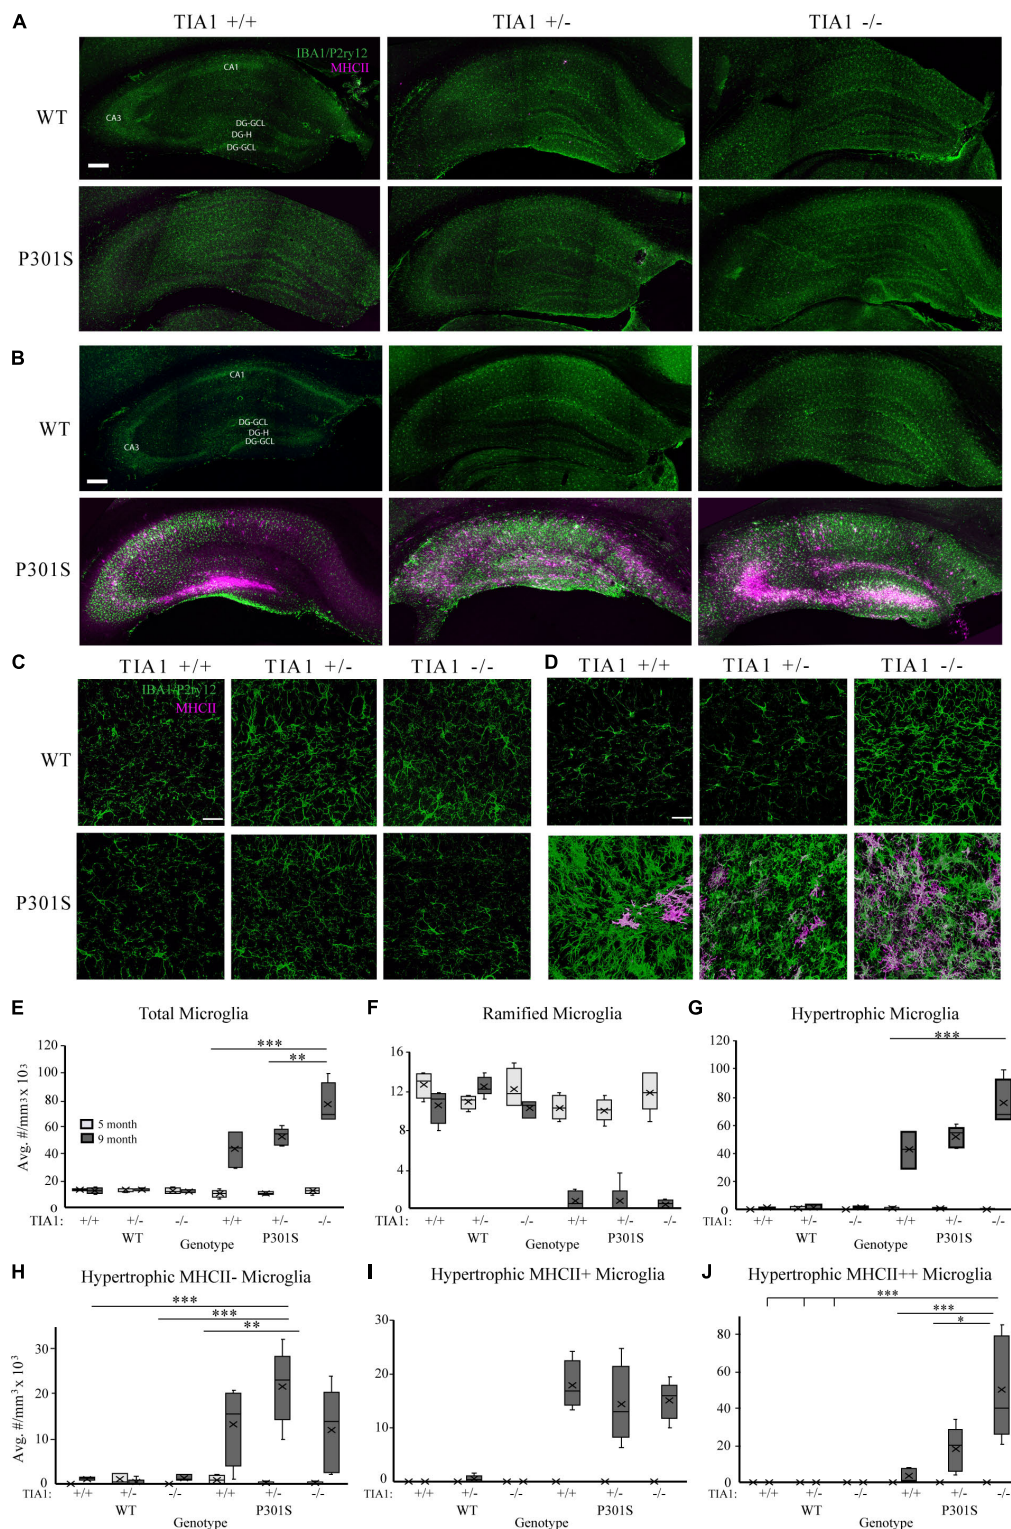 A TIA1 +/+ TIA1 +/- TIA1 -/-
IBA1/P2ry12
MHCII
CA1
WT
CA3
DG-GCL
DG-H
DG-GCL
P301S
B
CA1
WT
DG-GCL
DG-H
DG-GCL
CA3
P301S
C TIA1 +/+ TIA1 +/- TIA1 -/- D TIA1 +/+ TIA1 +/- TIA1 -/-
IBA1/P2ry12
MHCII
WT
P301S
E Total Microglia
Avg. #/mm³ x 10³
120
100
80
60
40
20
0
5 month
9 month
***
**
TIA1: +/+ +/- -/- +/+ +/- -/-
WT Genotype P301S
F Ramified Microglia
16
12
8
4
0
TIA1: +/+ +/- -/- +/+ +/- -/-
WT Genotype P301S
G Hypertrophic Microglia
120
100
80
60
40
20
0
***
TIA1: +/+ +/- -/- +/+ +/- -/-
WT Genotype P301S
H Hypertrophic MHCII- Microglia
Avg. #/mm³ x 10³
30
20
10
0
***
***
**
TIA1: +/+ +/- -/- +/+ +/- -/-
WT P301S
Genotype
I Hypertrophic MHCII+ Microglia
30
20
10
0
TIA1: +/+ +/- -/- +/+ +/- -/-
WT P301S
Genotype
J Hypertrophic MHCII++ Microglia
80
60
40
20
0
***
***
*
TIA1: +/+ +/- -/- +/+ +/- -/-
WT P301S
Genotype